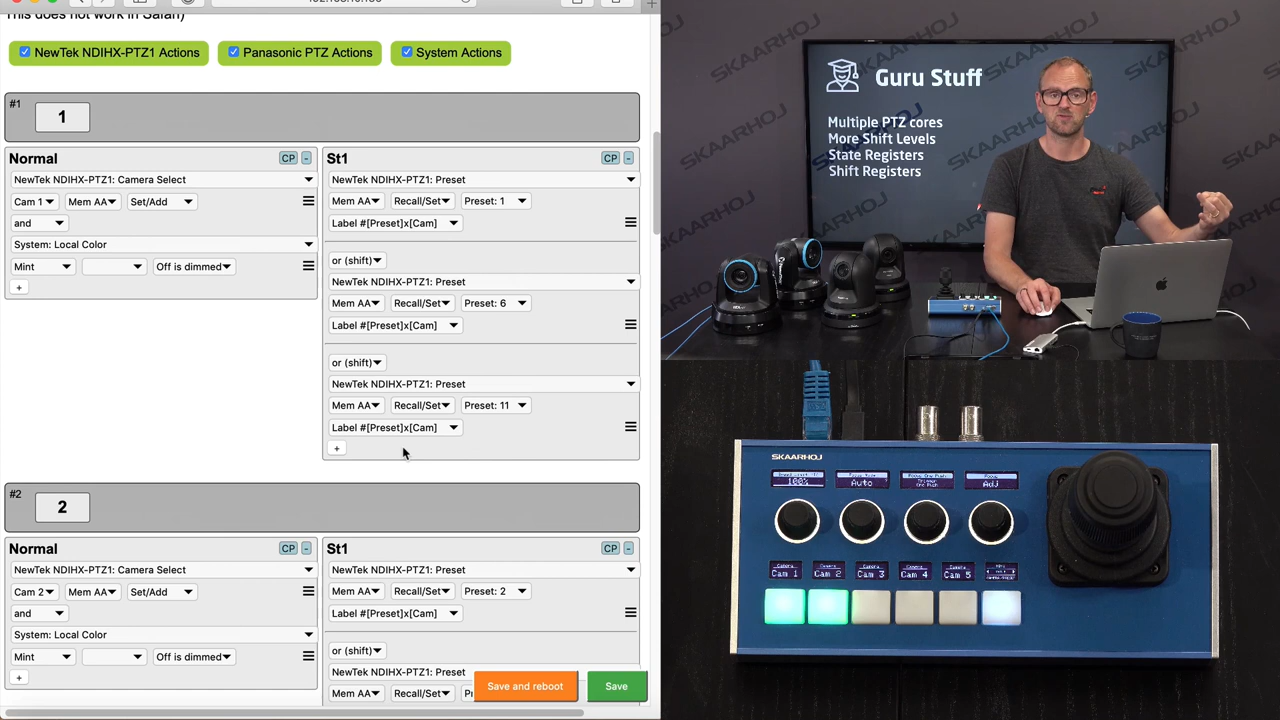 This does not work in Safari)
NewTek NDIHX-PTZ1 Actions
Panasonic PTZ Actions
System Actions
#1
1
Normal
CP
-
NewTek NDIHX-PTZ1: Camera Select
Cam 1
Mem AA
Set/Add
and
System: Local Color
Mint
Off is dimmed
+
St1
CP
-
NewTek NDIHX-PTZ1: Preset
Mem AA
Recall/Set
Preset: 1
Label #[Preset]x[Cam]
or (shift)
NewTek NDIHX-PTZ1: Preset
Mem AA
Recall/Set
Preset: 6
Label #[Preset]x[Cam]
or (shift)
NewTek NDIHX-PTZ1: Preset
Mem AA
Recall/Set
Preset: 11
Label #[Preset]x[Cam]
+
#2
2
Normal
CP
-
NewTek NDIHX-PTZ1: Camera Select
Cam 2
Mem AA
Set/Add
and
System: Local Color
Mint
Off is dimmed
+
St1
CP
-
NewTek NDIHX-PTZ1: Preset
Mem AA
Recall/Set
Preset: 2
Label #[Preset]x[Cam]
or (shift)
NewTek NDIHX-PTZ1: Preset
Mem AA
Recall/Set
Save and reboot
Save
Guru Stuff
Multiple PTZ cores
More Shift Levels
State Registers
Shift Registers
SKAARHOJ
SKAARHOJ
100%
Auto
Adj
Camera
Cam 1
Camera
Cam 2
Camera
Cam 3
Camera
Cam 4
Camera
Cam 5